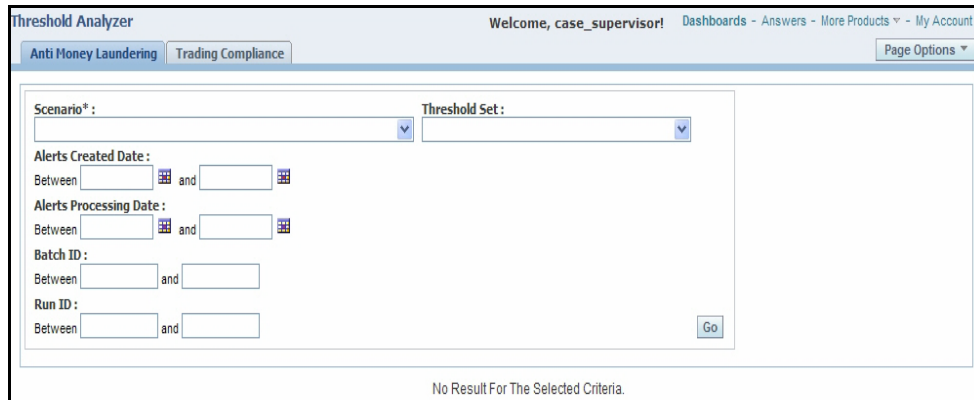 Threshold Analyzer
Welcome, case_supervisor! Dashboards - Answers - More Products - My Account
Anti Money Laundering Trading Compliance
Page Options
Scenario* : Threshold Set :
Alerts Created Date :
Between and
Alerts Processing Date :
Between and
Batch ID :
Between and
Run ID :
Between and
Go
No Result For The Selected Criteria.